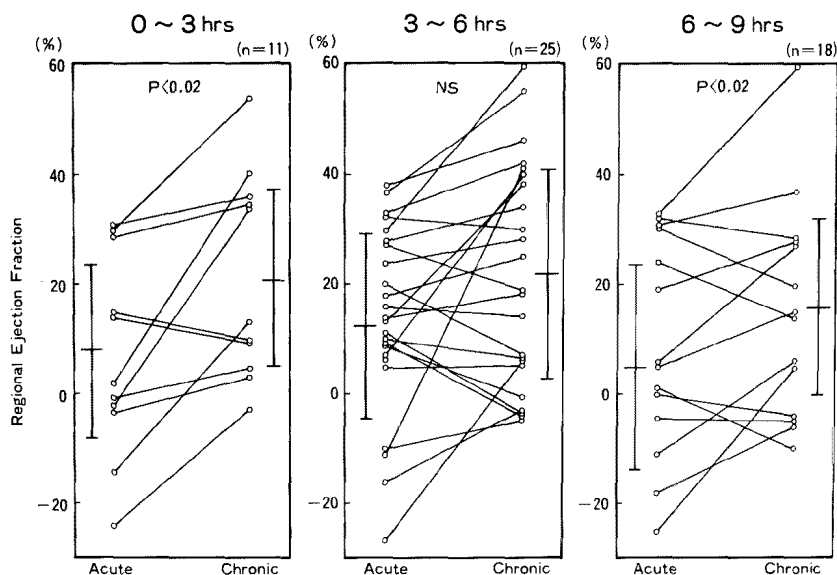 0 ~ 3 hrs
(%)
(n=11)
P<0.02
60
40
20
0
-20
Regional Ejection Fraction
Acute
Chronic
3 ~ 6 hrs
(%)
(n=25)
NS
60
40
20
0
-20
Acute
Chronic
6 ~ 9 hrs
(%)
(n=18)
P<0.02
60
40
20
0
-20
Acute
Chronic